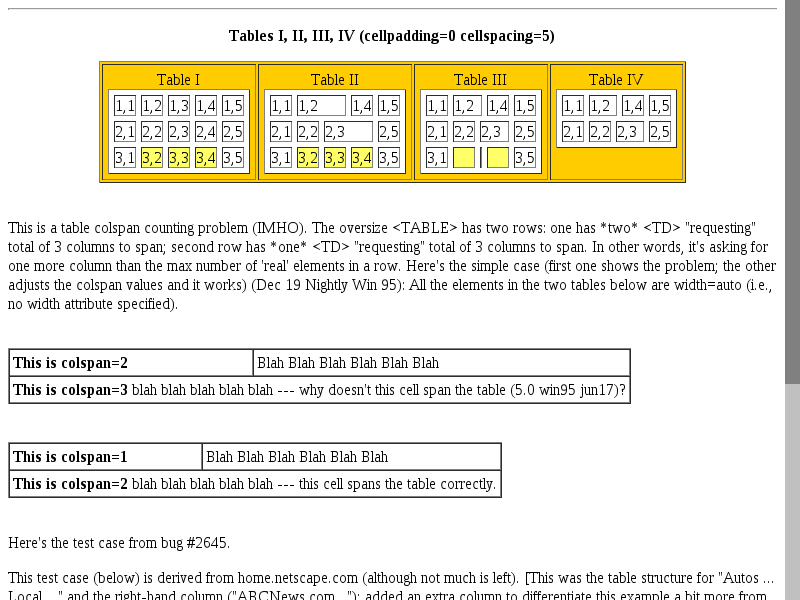 Tables I, II, III, IV (cellpadding=0 cellspacing=5)
Table I Table II Table III Table IV
1,1 1,2 1,3 1,4 1,5 1,1 1,2 1,4 1,5 1,1 1,2 1,4 1,5 1,1 1,2 1,4 1,5
2,1 2,2 2,3 2,4 2,5 2,1 2,2 2,3 2,5 2,1 2,2 2,3 2,5 2,1 2,2 2,3 2,5
3,1 3,2 3,3 3,4 3,5 3,1 3,2 3,3 3,4 3,5 3,1 3,5
This is a table colspan counting problem (IMHO). The oversize <TABLE> has two rows: one has *two* <TD> "requesting"
total of 3 columns to span; second row has *one* <TD> "requesting" total of 3 columns to span. In other words, it's asking for
one more column than the max number of 'real' elements in a row. Here's the simple case (first one shows the problem; the other
adjusts the colspan values and it works) (Dec 19 Nightly Win 95): All the elements in the two tables below are width=auto (i.e.,
no width attribute specified).
This is colspan=2 Blah Blah Blah Blah Blah Blah
This is colspan=3 blah blah blah blah blah --- why doesn't this cell span the table (5.0 win95 jun17)?
This is colspan=1 Blah Blah Blah Blah Blah Blah
This is colspan=2 blah blah blah blah blah --- this cell spans the table correctly.
Here's the test case from bug #2645.
This test case (below) is derived from home.netscape.com (although not much is left). [This was the table structure for "Autos ...
Local ..." and the right-hand column ("ABCNews.com..."); added an extra column to differentiate this example a bit more from